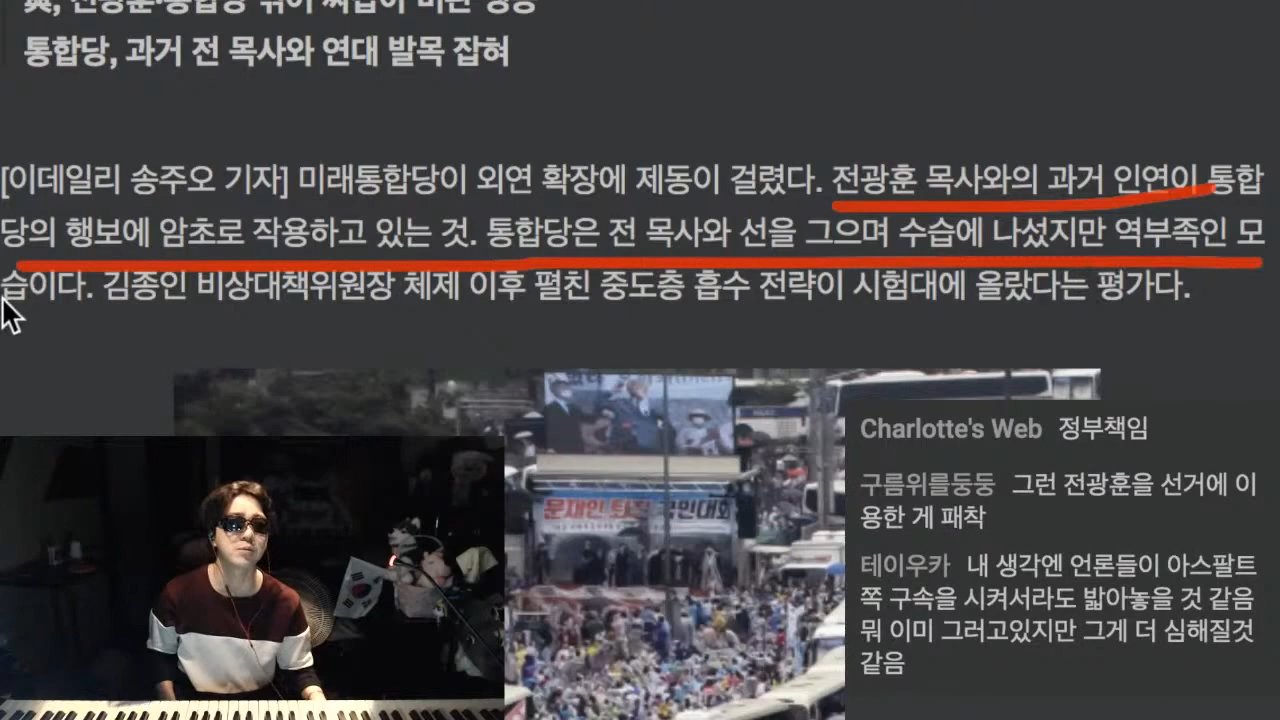 통합당, 과거 전 목사와 연대 발목 잡혀
[이데일리 송주오 기자] 미래통합당이 외연 확장에 제동이 걸렸다. 전광훈 목사와의 과거 인연이 통합
당의 행보에 암초로 작용하고 있는 것. 통합당은 전 목사와 선을 그으며 수습에 나섰지만 역부족인 모
습이다. 김종인 비상대책위원장 체제 이후 펼친 중도층 흡수 전략이 시험대에 올랐다는 평가다.
문재인 퇴진 국민대회
Charlotte's Web 정부책임
구름위를둥둥 그런 전광훈을 선거에 이
용한 게 패착
테이우카 내 생각엔 언론들이 아스팔트
쪽 구속을 시켜서라도 밟아놓을 것 같음
뭐 이미 그러고있지만 그게 더 심해질것
같음